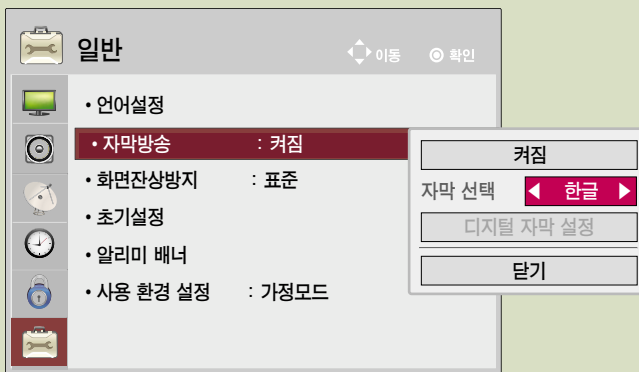 일반
이동 확인
• 언어설정
• 자막방송 : 켜짐
• 화면잔상방지 : 표준
• 초기설정
• 알리미 배너
• 사용 환경 설정 : 가정모드
켜짐
자막 선택 ◀ 한글 ▶
디지털 자막 설정
닫기